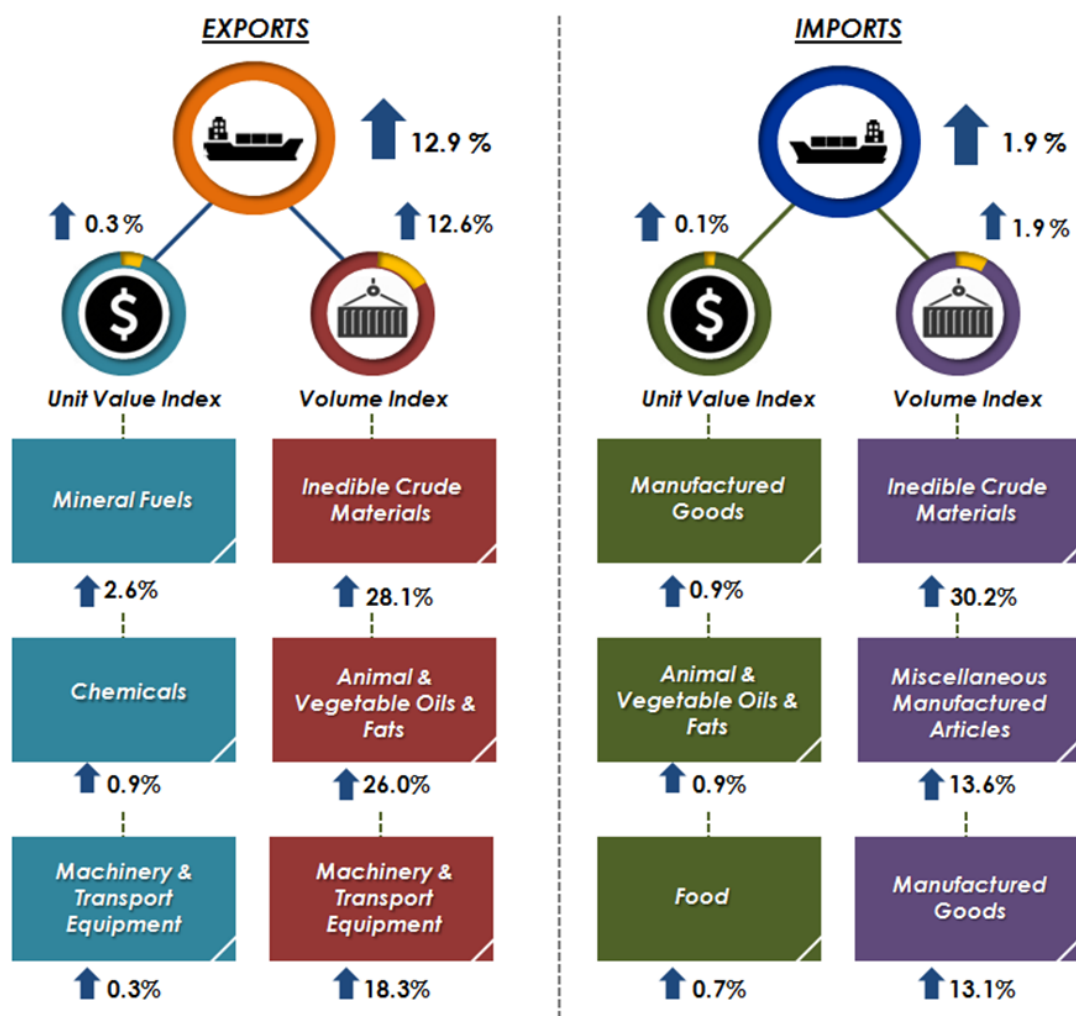 EXPORTS
12.9 %
0.3 %
12.6%
$
Unit Value Index
Volume Index
Mineral Fuels
2.6%
Inedible Crude
Materials
28.1%
Chemicals
0.9%
Animal &
Vegetable Oils &
Fats
26.0%
Machinery &
Transport
Equipment
0.3%
Machinery &
Transport
Equipment
18.3%
IMPORTS
1.9 %
0.1%
1.9 %
$
Unit Value Index
Volume Index
Manufactured
Goods
0.9%
Inedible Crude
Materials
30.2%
Animal &
Vegetable Oils &
Fats
0.9%
Miscellaneous
Manufactured
Articles
13.6%
Food
0.7%
Manufactured
Goods
13.1%